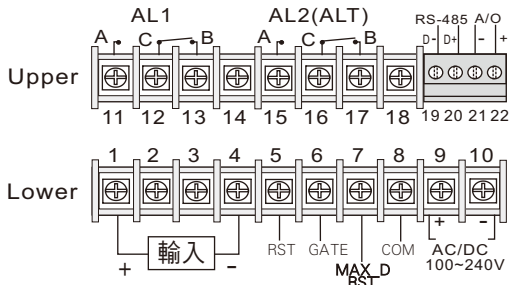 AL1 AL2(ALT) RS-485 A/O
A C B A C B D- D+ - +
Upper
11 12 13 14 15 16 17 18 19 20 21 22
1 2 3 4 5 6 7 8 9 10
Lower
+ 輸入 - RST GATE MAX_D RST COM + - AC/DC
100~240V